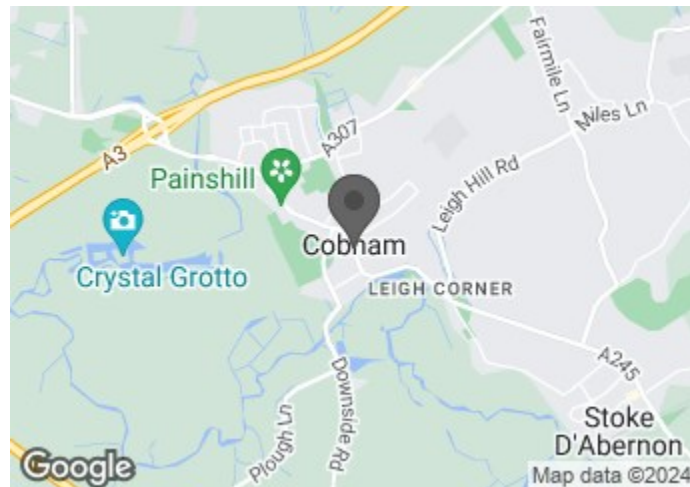 Fairmile Ln
Miles Ln
A307
A3
Painshill
Leigh Hill Rd
Cobham
Crystal Grotto
LEIGH CORNER
A245
Downside Rd
Plough Ln
Stoke
D'Abernon
Google
Map data ©2024